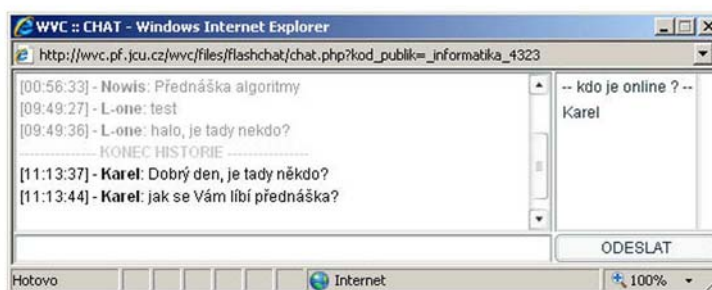 WVC :: CHAT - Windows Internet Explorer
http://wvc.pf.jcu.cz/wvc/files/flashchat/chat.php?kod_publik=_informatika_4323
[00:56:33] - Nowis: Přednáška algoritmy
[09:49:27] - L-one: test
[09:49:36] - L-one: halo, je tady nekdo?
--------------- KONEC HISTORIE ---------------
[11:13:37] - Karel: Dobrý den, je tady někdo?
[11:13:44] - Karel: jak se Vám líbí přednáška?
-- kdo je online ? --
Karel
ODESLAT
Hotovo
Internet
100%